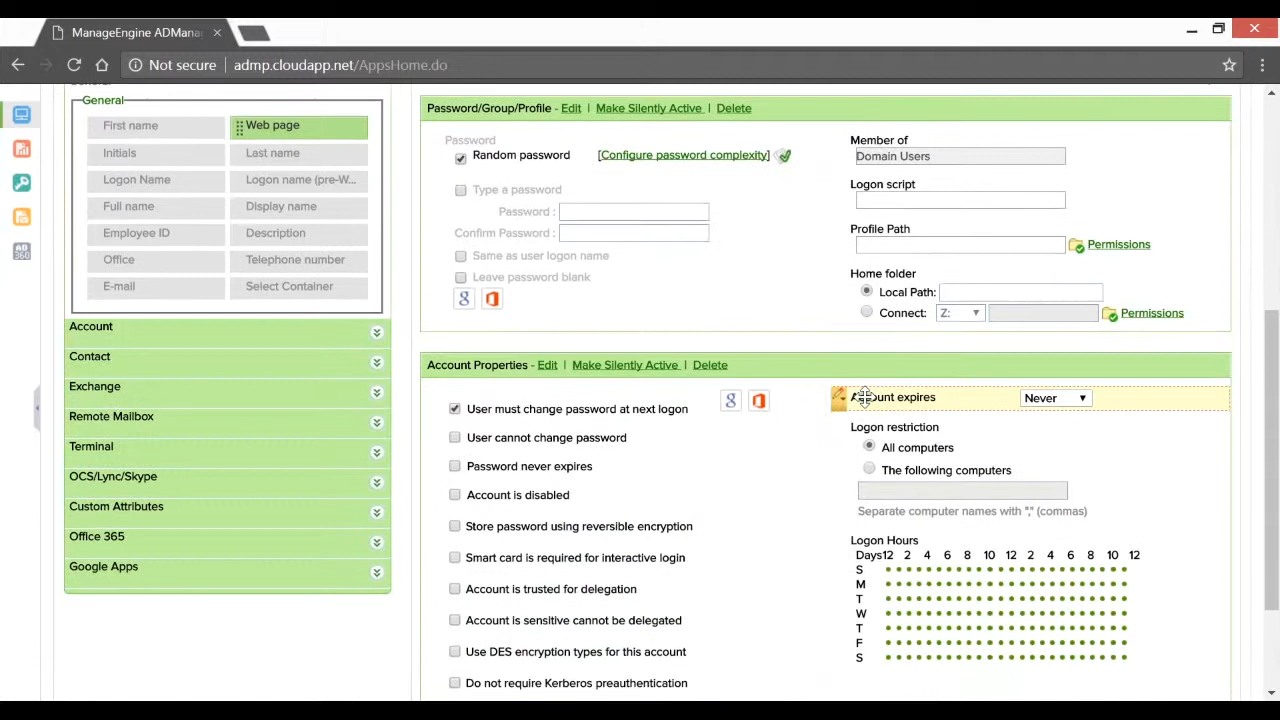 ManageEngine ADMana
Not secure admp.cloudapp.net/AppsHome.do
General
First name
Web page
Initials
Last name
Logon Name
Logon name (pre-W...
Full name
Display name
Employee ID
Description
Office
Telephone number
E-mail
Select Container
Account
Contact
Exchange
Remote Mailbox
Terminal
OCS/Lync/Skype
Custom Attributes
Office 365
Google Apps
AD
360
Password/Group/Profile - Edit | Make Silently Active | Delete
Password
Random password [Configure password complexity]
Type a password
Password :
Confirm Password :
Same as user logon name
Leave password blank
Member of
Domain Users
Logon script
Profile Path
Permissions
Home folder
Local Path:
Connect: Z: Permissions
Account Properties - Edit | Make Silently Active | Delete
User must change password at next logon
User cannot change password
Password never expires
Account is disabled
Store password using reversible encryption
Smart card is required for interactive login
Account is trusted for delegation
Account is sensitive cannot be delegated
Use DES encryption types for this account
Do not require Kerberos preauthentication
Account expires Never
Logon restriction
All computers
The following computers
Separate computer names with "," (commas)
Logon Hours
Days 12 2 4 6 8 10 12 2 4 6 8 10 12
S
M
T
W
T
F
S